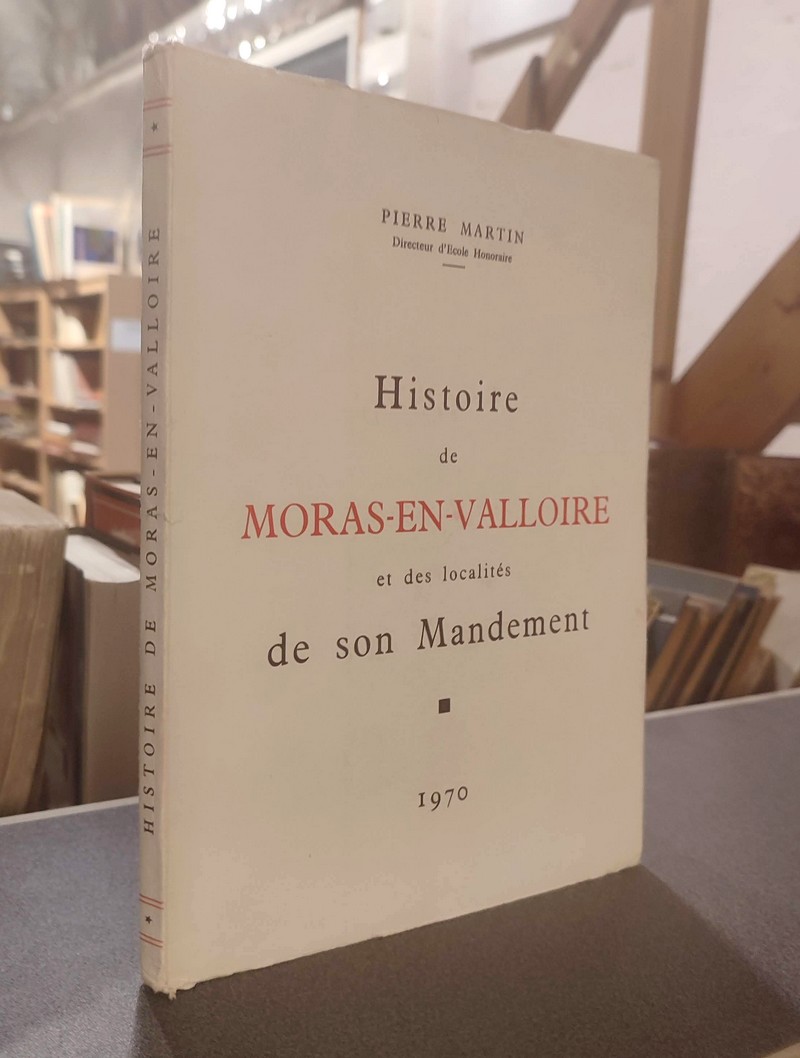 PIERRE MARTIN
Directeur d'Ecole Honoraire
Histoire
de
MORAS-EN-VALLOIRE
et des localités
de son Mandement
1970
HISTOIRE DE MORAS-EN-VALLOIRE